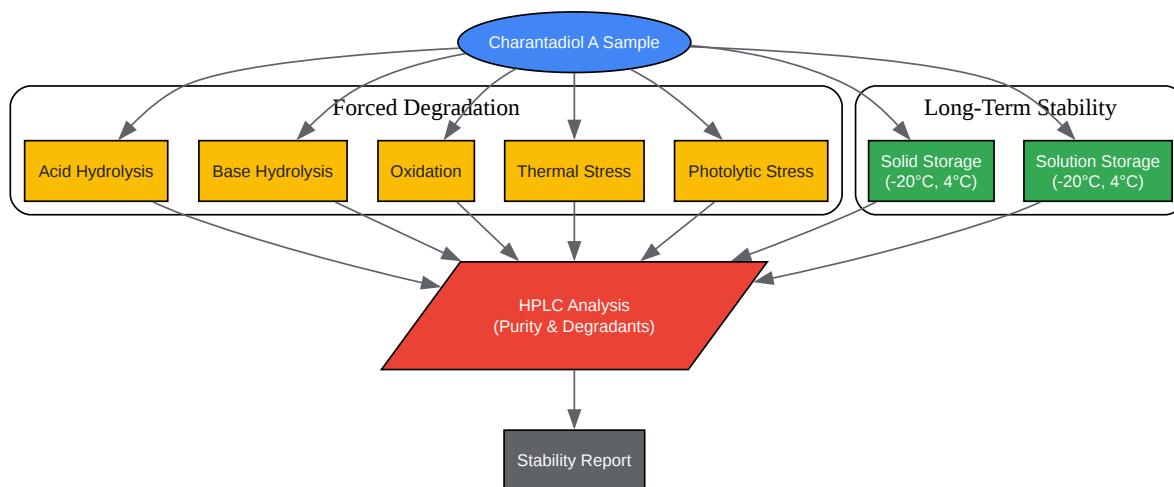 Charantadiol A Sample
Forced Degradation
Long-Term Stability
Acid Hydrolysis
Base Hydrolysis
Oxidation
Thermal Stress
Photolytic Stress
Solid Storage
(-20°C, 4°C)
Solution Storage
(-20°C, 4°C)
HPLC Analysis
(Purity & Degradants)
Stability Report